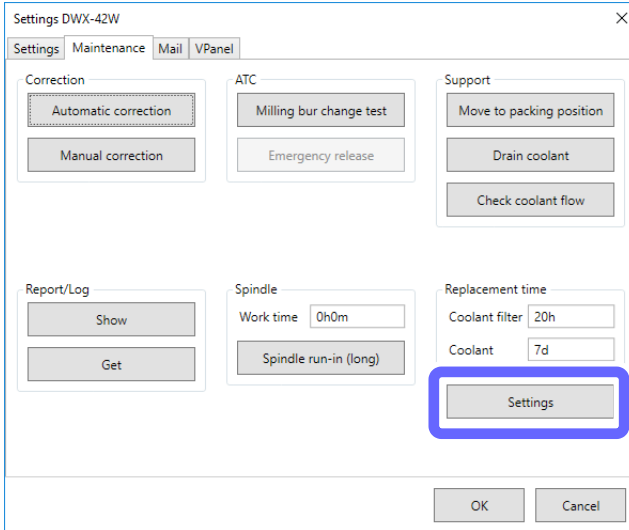 Settings DWX-42W
Settings Maintenance Mail VPanel
Correction
Automatic correction
Manual correction
ATC
Milling bur change test
Emergency release
Support
Move to packing position
Drain coolant
Check coolant flow
Report/Log
Show
Get
Spindle
Work time 0h0m
Spindle run-in (long)
Replacement time
Coolant filter 20h
Coolant 7d
Settings
OK Cancel